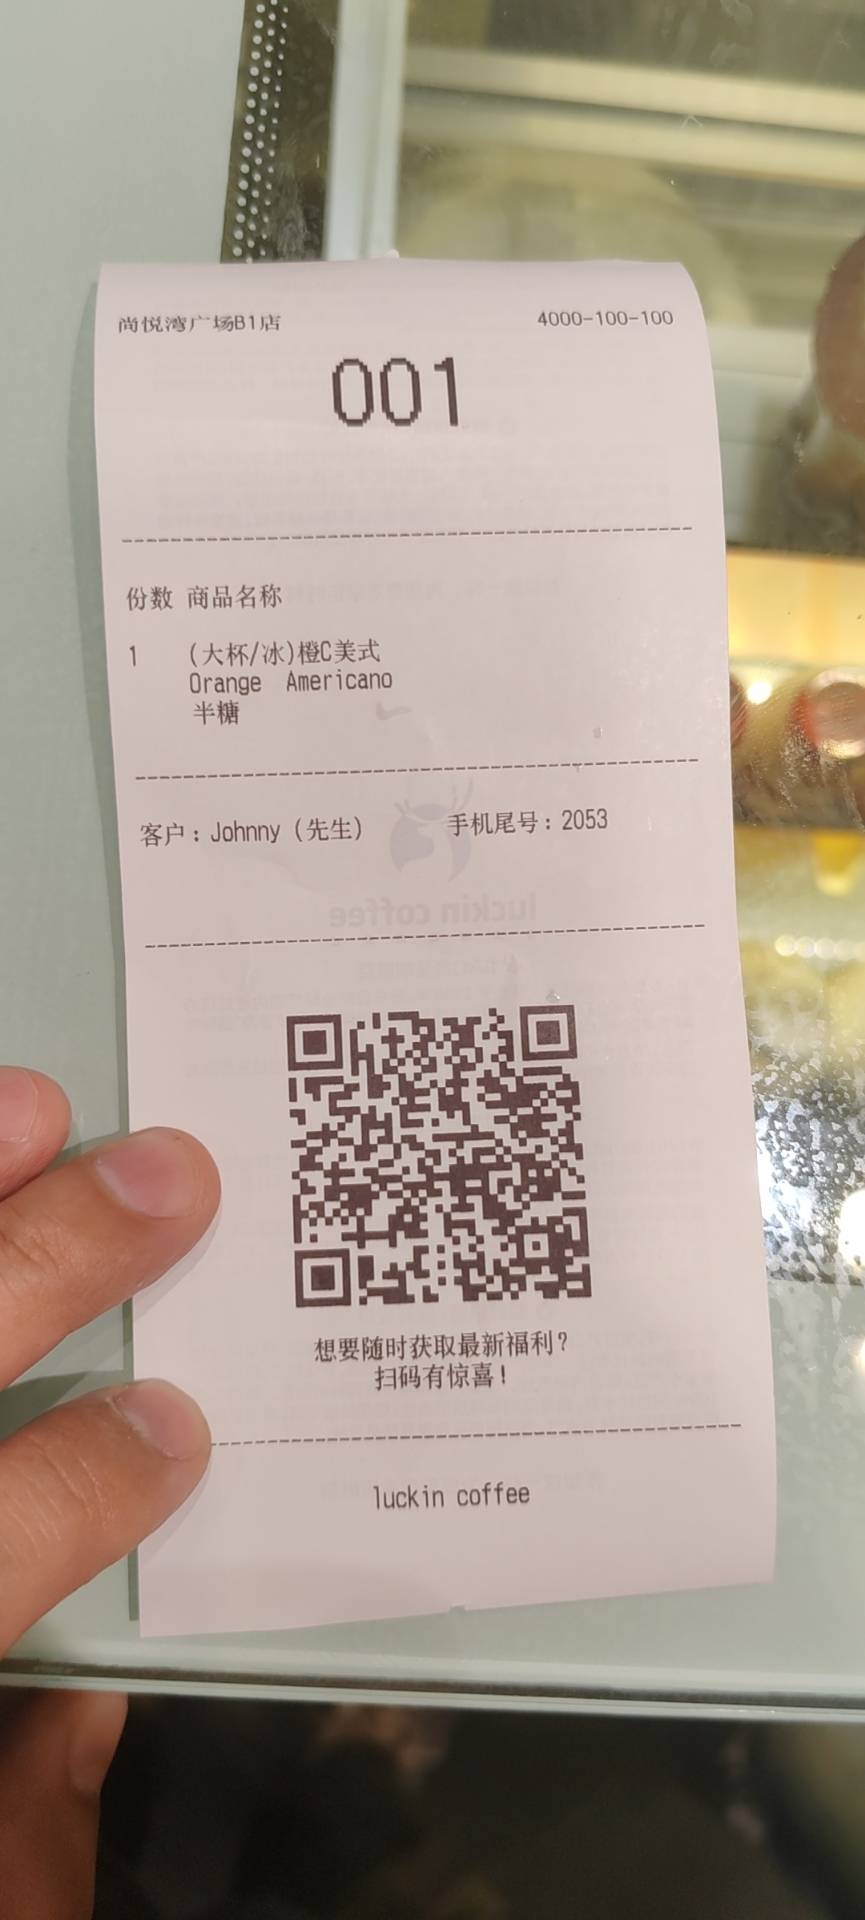 尚悦湾广场B1店 4000-100-100
001
份数 商品名称
1 (大杯/冰)橙C美式
Orange Americano
半糖
客户：Johnny（先生） 手机尾号：2053
luckin coffee
想要随时获取最新福利？
扫码有惊喜！
luckin coffee